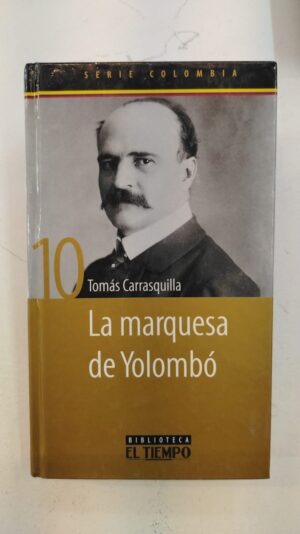 SERIE COLOMBIA
10
Tomás Carrasquilla
La marquesa
de Yolombó
BIBLIOTECA
EL TIEMPO